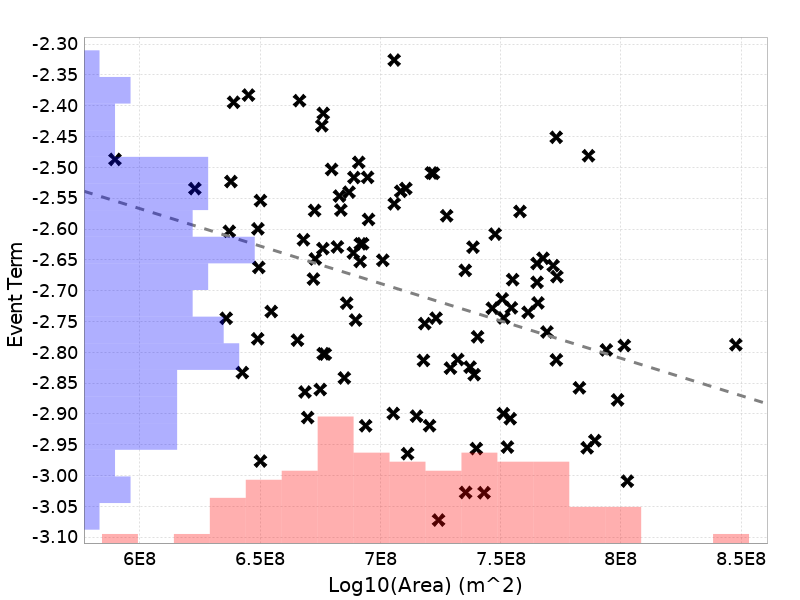 -2.30
-2.35
-2.40
-2.45
-2.50
-2.55
-2.60
-2.65
-2.70
-2.75
-2.80
-2.85
-2.90
-2.95
-3.00
-3.05
-3.10
Event Term
6E8
6.5E8
7E8
7.5E8
8E8
8.5E8
Log10(Area) (m^2)